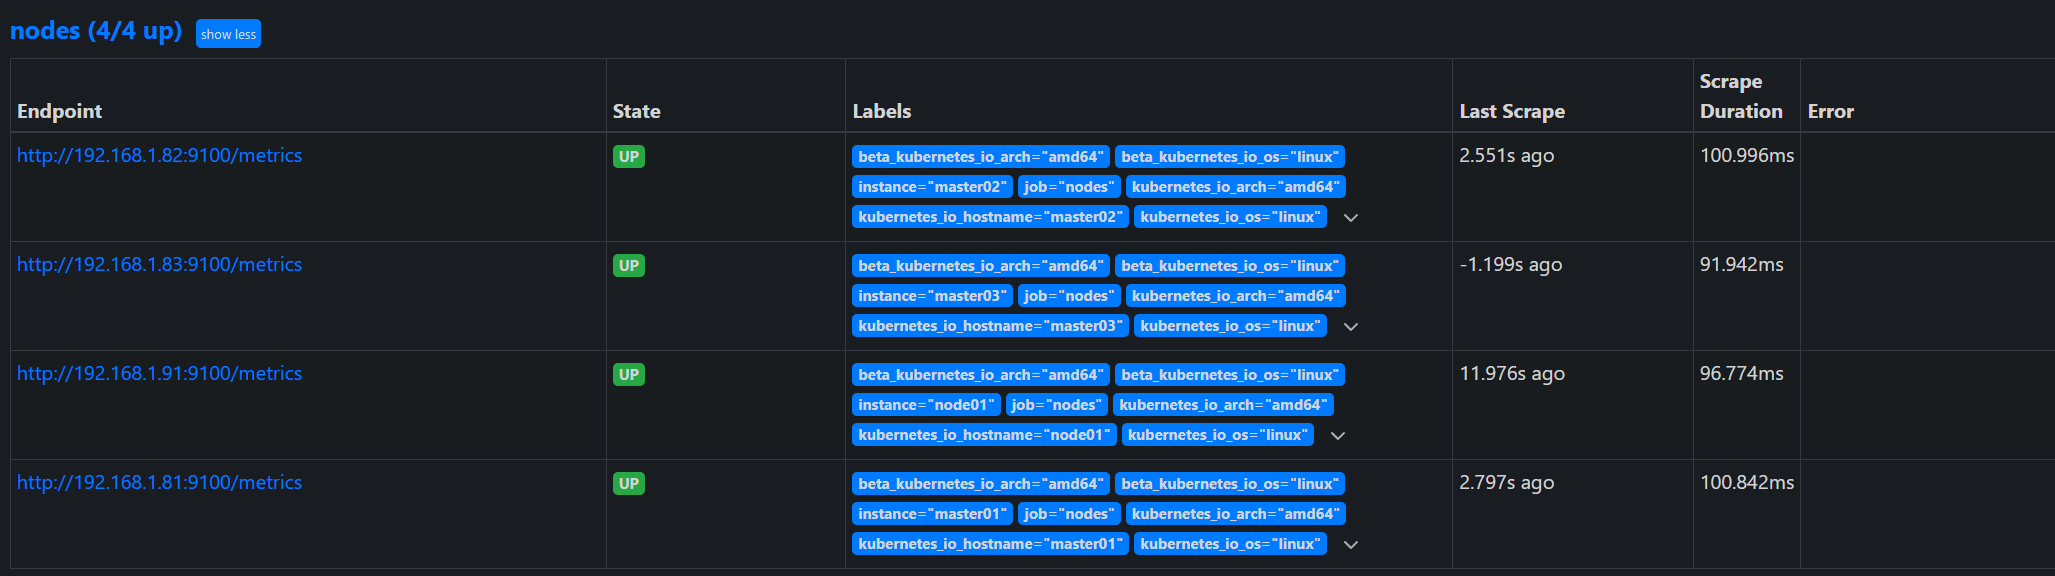 nodes (4/4 up) show less
Endpoint State Labels Last Scrape Scrape Duration Error
http://192.168.1.82:9100/metrics UP beta_kubernetes_io_arch="amd64" beta_kubernetes_io_os="linux" 2.551s ago 100.996ms
instance="master02" job="nodes" kubernetes_io_arch="amd64"
kubernetes_io_hostname="master02" kubernetes_io_os="linux"
http://192.168.1.83:9100/metrics UP beta_kubernetes_io_arch="amd64" beta_kubernetes_io_os="linux" -1.199s ago 91.942ms
instance="master03" job="nodes" kubernetes_io_arch="amd64"
kubernetes_io_hostname="master03" kubernetes_io_os="linux"
http://192.168.1.91:9100/metrics UP beta_kubernetes_io_arch="amd64" beta_kubernetes_io_os="linux" 11.976s ago 96.774ms
instance="node01" job="nodes" kubernetes_io_arch="amd64"
kubernetes_io_hostname="node01" kubernetes_io_os="linux"
http://192.168.1.81:9100/metrics UP beta_kubernetes_io_arch="amd64" beta_kubernetes_io_os="linux" 2.797s ago 100.842ms
instance="master01" job="nodes" kubernetes_io_arch="amd64"
kubernetes_io_hostname="master01" kubernetes_io_os="linux"